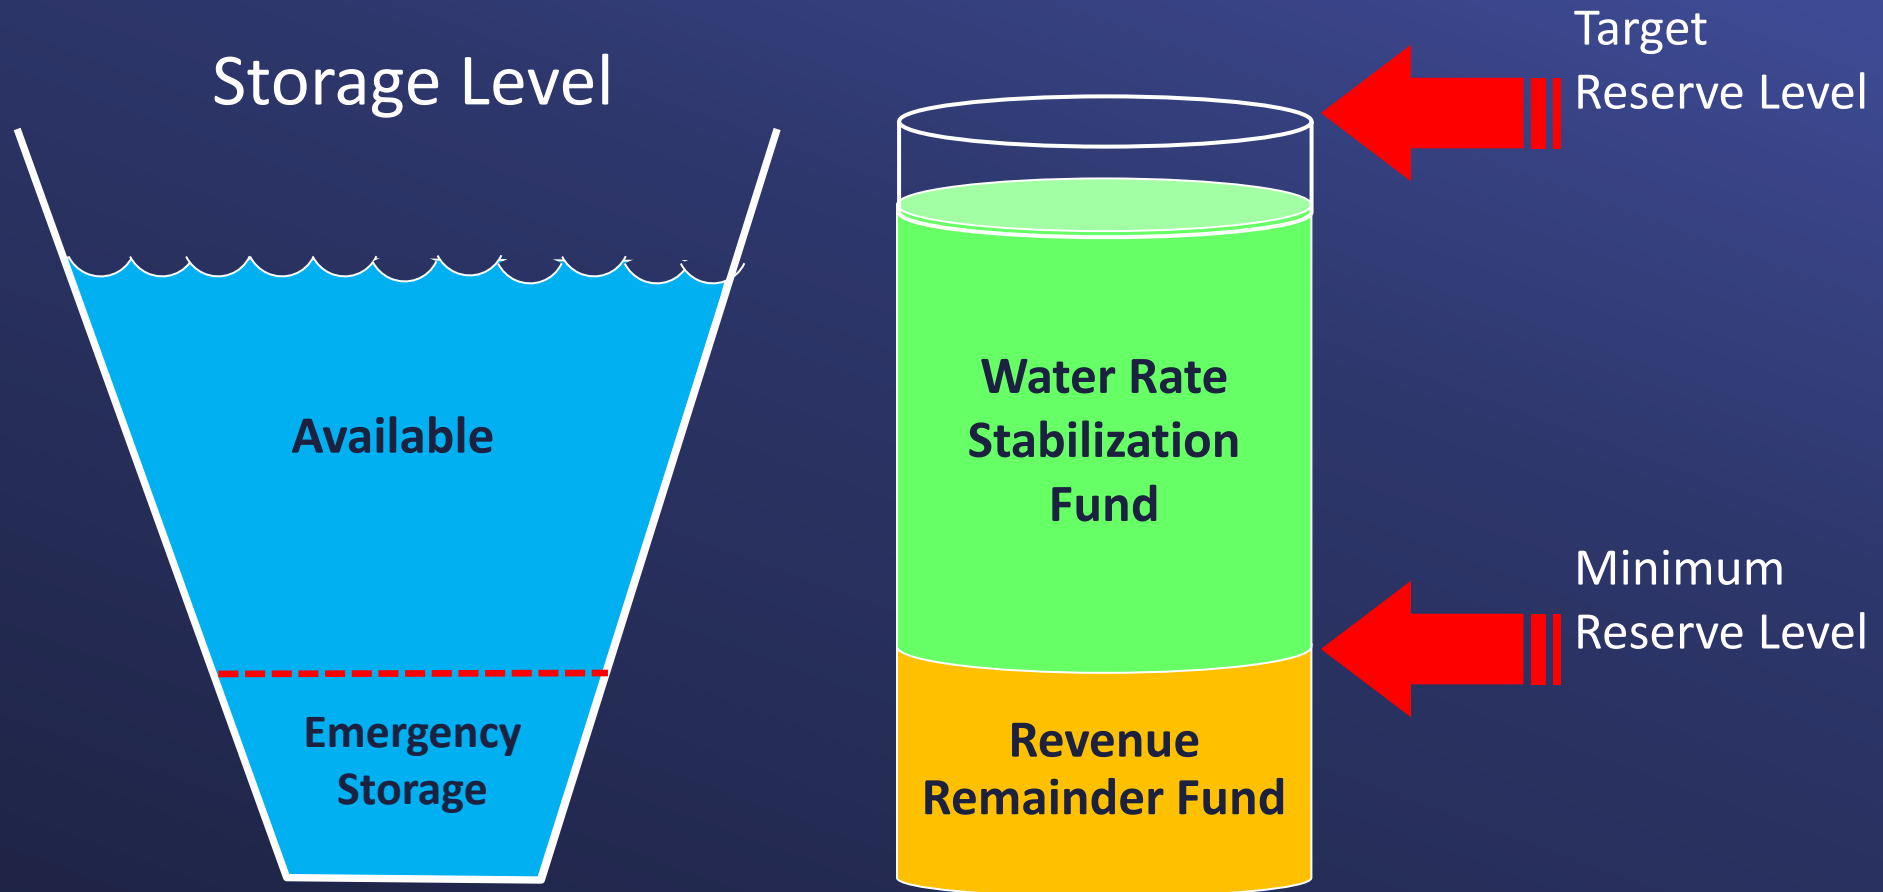 Storage Level
Available
Emergency
Storage
Target
Reserve Level
Water Rate
Stabilization
Fund
Minimum
Reserve Level
Revenue
Remainder Fund